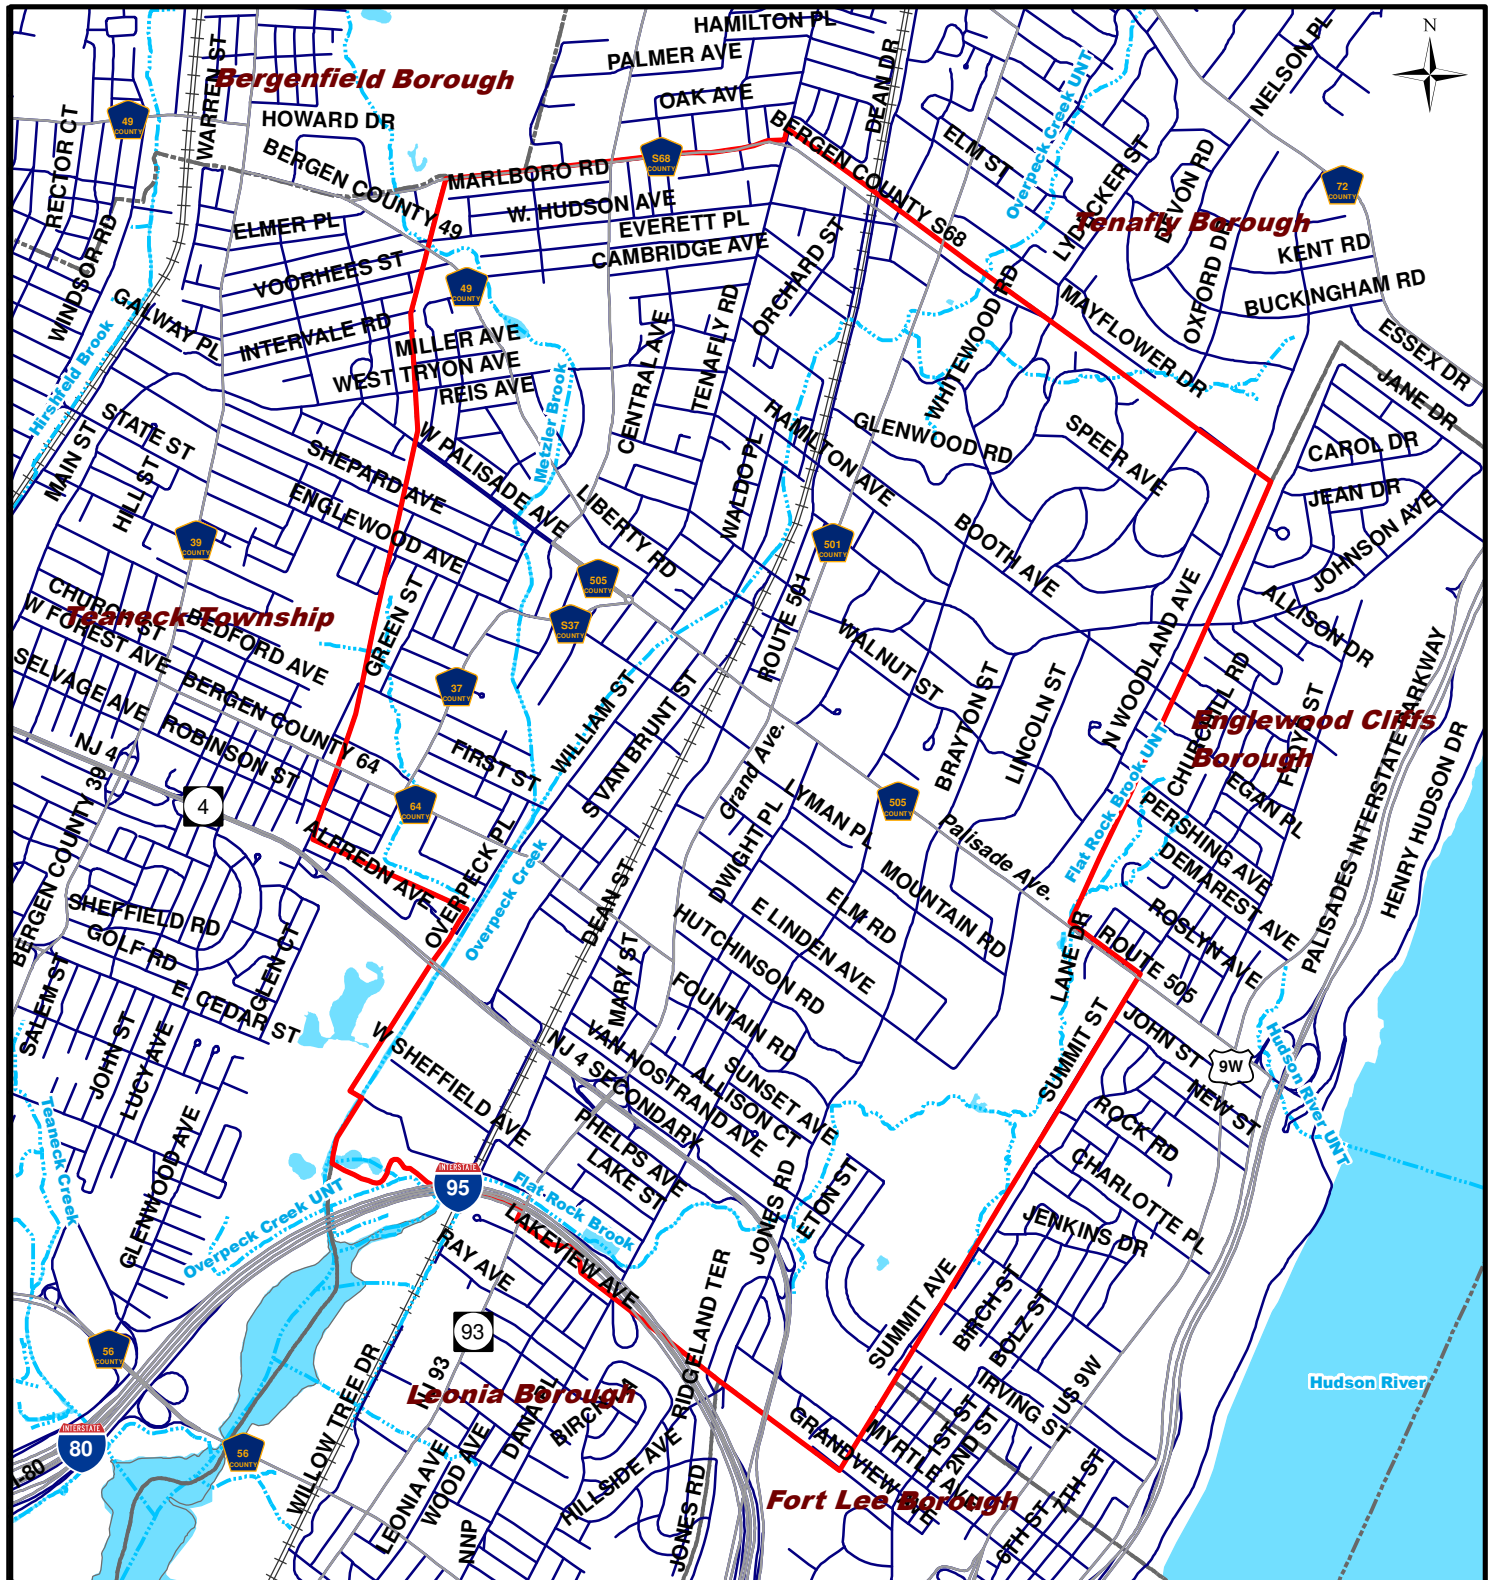 HAMILTON PL
PALMER AVE
OAK AVE
DEAN DR
NELSON PL
N
WARREN ST
Bergenfield Borough
HOWARD DR
49 COUNTY
RECTOR CT
BERGEN COUNTY 49
MARLBORO RD
S68 COUNTY
BERGEN COUNTY S68
ELM ST
Overpeck Creek UNT
LYDECKER ST
DEVON RD
Tenafly Borough
72 COUNTY
KENT RD
BUCKINGHAM RD
OXFORD DR
ESSEX DR
JANE DR
W. HUDSON AVE
EVERETT PL
CAMBRIDGE AVE
ORCHARD ST
ELMER PL
VOORHEES ST
WINDSOR RD
GALWAY PL
INTERVALE RD
49 COUNTY
MILLER AVE
WEST TRYON AVE
REIS AVE
CENTRAL AVE
TENAFLY RD
WHITEWOOD RD
MAYFLOWER DR
Hirshfeld Brook
Metzler Brook
STATE ST
MAIN ST
HILL ST
SHEPARD AVE
ENGLEWOOD AVE
W PALISADE AVE
LIBERTY RD
WALDO PL
HAMILTON AVE
GLENWOOD RD
SPEER AVE
CAROL DR
JEAN DR
JOHNSON AVE
BOOTH AVE
39 COUNTY
501 COUNTY
505 COUNTY
S37 COUNTY
ROUTE 501
GREEN ST
CHURCH ST
Teaneck Township
W FOREST AVE
BEDFORD AVE
SELVAGE AVE
BERGEN COUNTY 64
ROBINSON ST
37 COUNTY
FIRST ST
WILLIAM ST
S VAN BRUNT ST
WALNUT ST
BRAYTON ST
LINCOLN ST
N WOODLAND AVE
ALLISON DR
CHURCHILL RD
FLOYD ST
Englewood Cliffs
Borough
EGAN PL
PERSHING AVE
DEMAREST AVE
ROSLYN AVE
Flat Rock Brook UNT
PALISADES INTERSTATE PARKWAY
HENRY HUDSON DR
NJ 4
4
BERGEN COUNTY 39
64 COUNTY
ALFREDN AVE
OVERPECK PL
Overpeck Creek
Grand Ave.
DWIGHT PL
LYMAN PL
505 COUNTY
Palisade Ave.
MOUNTAIN RD
ELM RD
E LINDEN AVE
HUTCHINSON RD
FOUNTAIN RD
DEAN ST
MARY ST
LANE DR
ROUTE 505
SUMMIT ST
JOHN ST
9W
NEW ST
ROCK RD
CHARLOTTE PL
JENKINS DR
Hudson River UNT
SHEFFIELD RD
GOLF RD
GLEN CT
E. CEDAR ST
SALEM ST
JOHN ST
LUCY AVE
GLENWOOD AVE
Teaneck Creek
W SHEFFIELD AVE
NJ 4 SECONDARY
VAN NOSTRAND AVE
ALLISON CT
SUNSET AVE
PHELPS AVE
LAKE ST
JONES RD
ETON ST
INTERSTATE 95
Flat Rock Brook
Overpeck Creek UNT
LAKEVIEW AVE
RAY AVE
93
NJ 93
RIDGELAND TER
SUMMIT AVE
BIRCH ST
BOLZ ST
IRVING ST
US 9W
Hudson River
56 COUNTY
INTERSTATE 80
I-80
56 COUNTY
WILLOW TREE DR
Leonia Borough
LEONIA AVE
WOOD AVE
NNP
HILLSIDE AVE
JONES RD
GRANDVIEW AVE
MYRTLE AVE
1ST ST
2ND ST
6TH ST
7TH ST
Fort Lee Borough